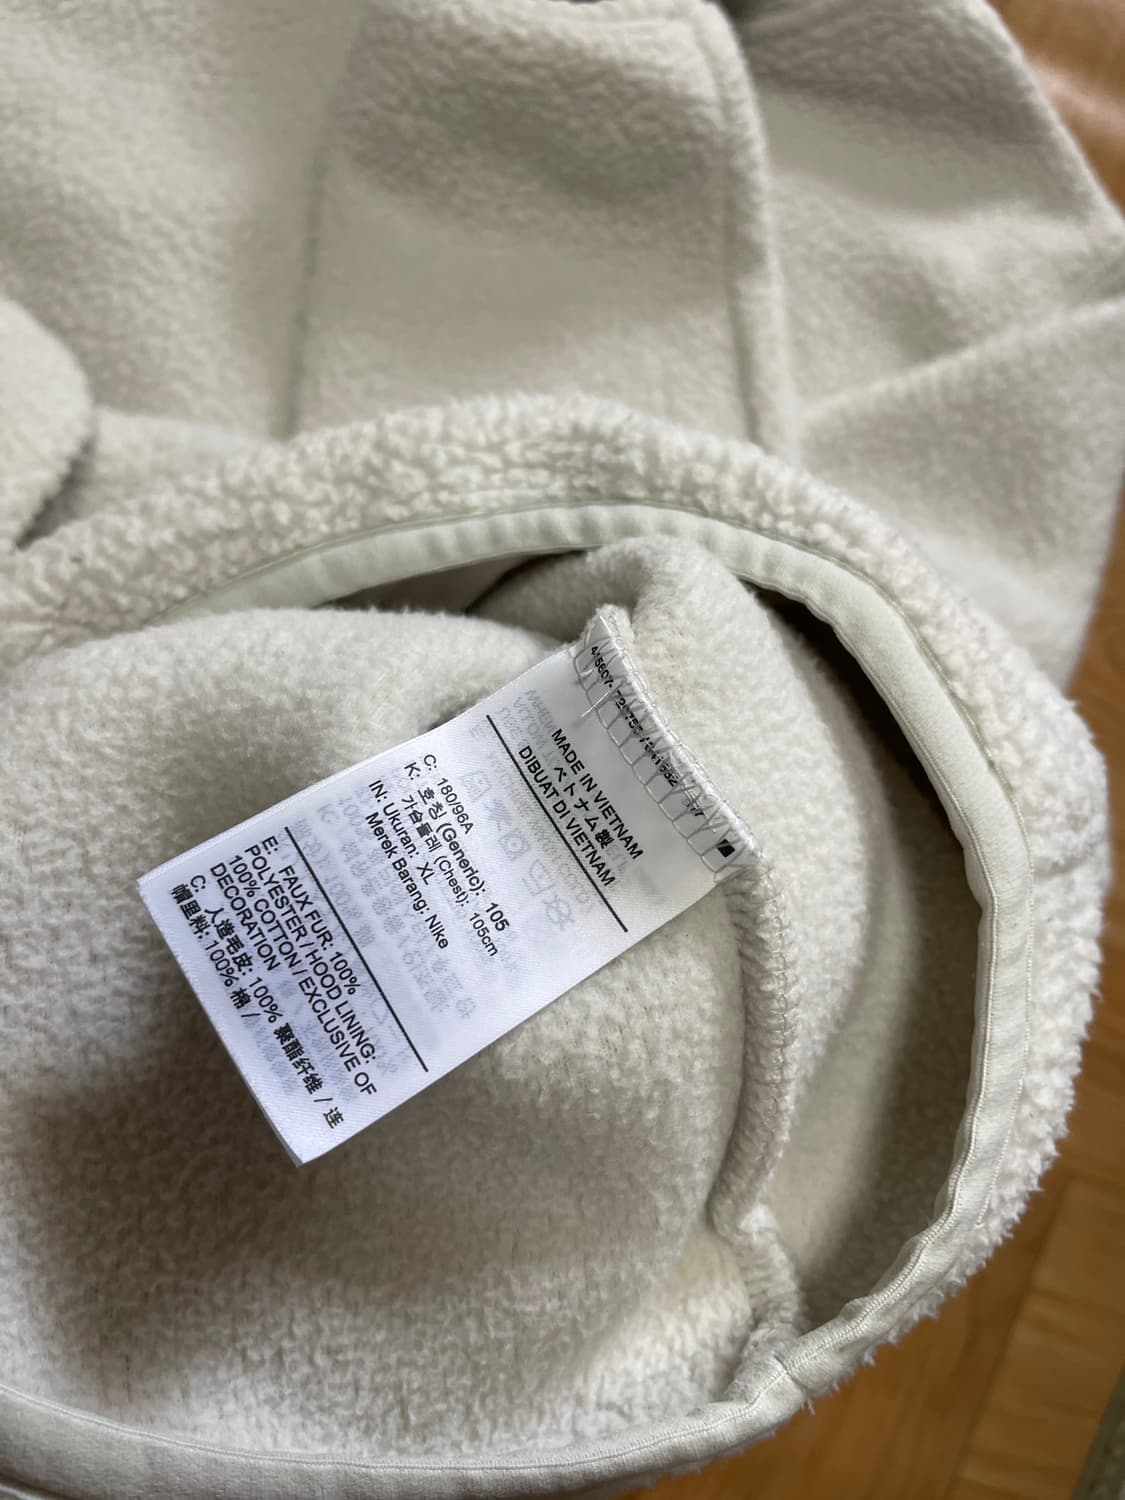 MADE IN VIETNAM
ベトナム製
DIBUAT DI VIETNAM
C: 180/96A
K: 호칭 (Generic): 105
가슴둘레 (Chest): 105cm
IN: Ukuran: XL
Merek Barang: Nike
E: FAUX FUR: 100%
POLYESTER / HOOD LINING:
100% COTTON / EXCLUSIVE OF
DECORATION
C: 人造毛皮: 100% 聚酯纤维 / 连
帽里料: 100% 棉 /